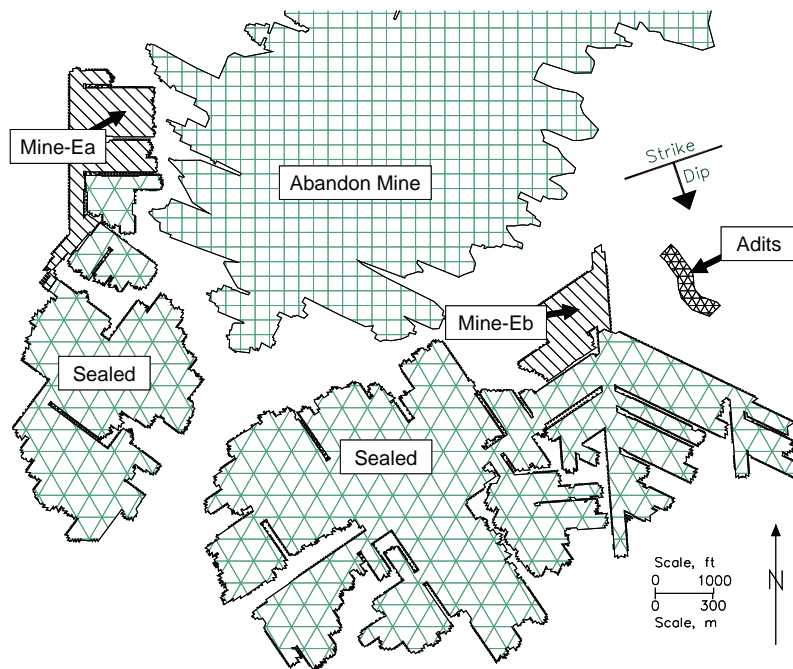 Mine-Ea
Abandon Mine
Strike
Dip
Adits
Mine-Eb
Sealed
Sealed
Scale, ft
0 1000
0 300
Scale, m
N